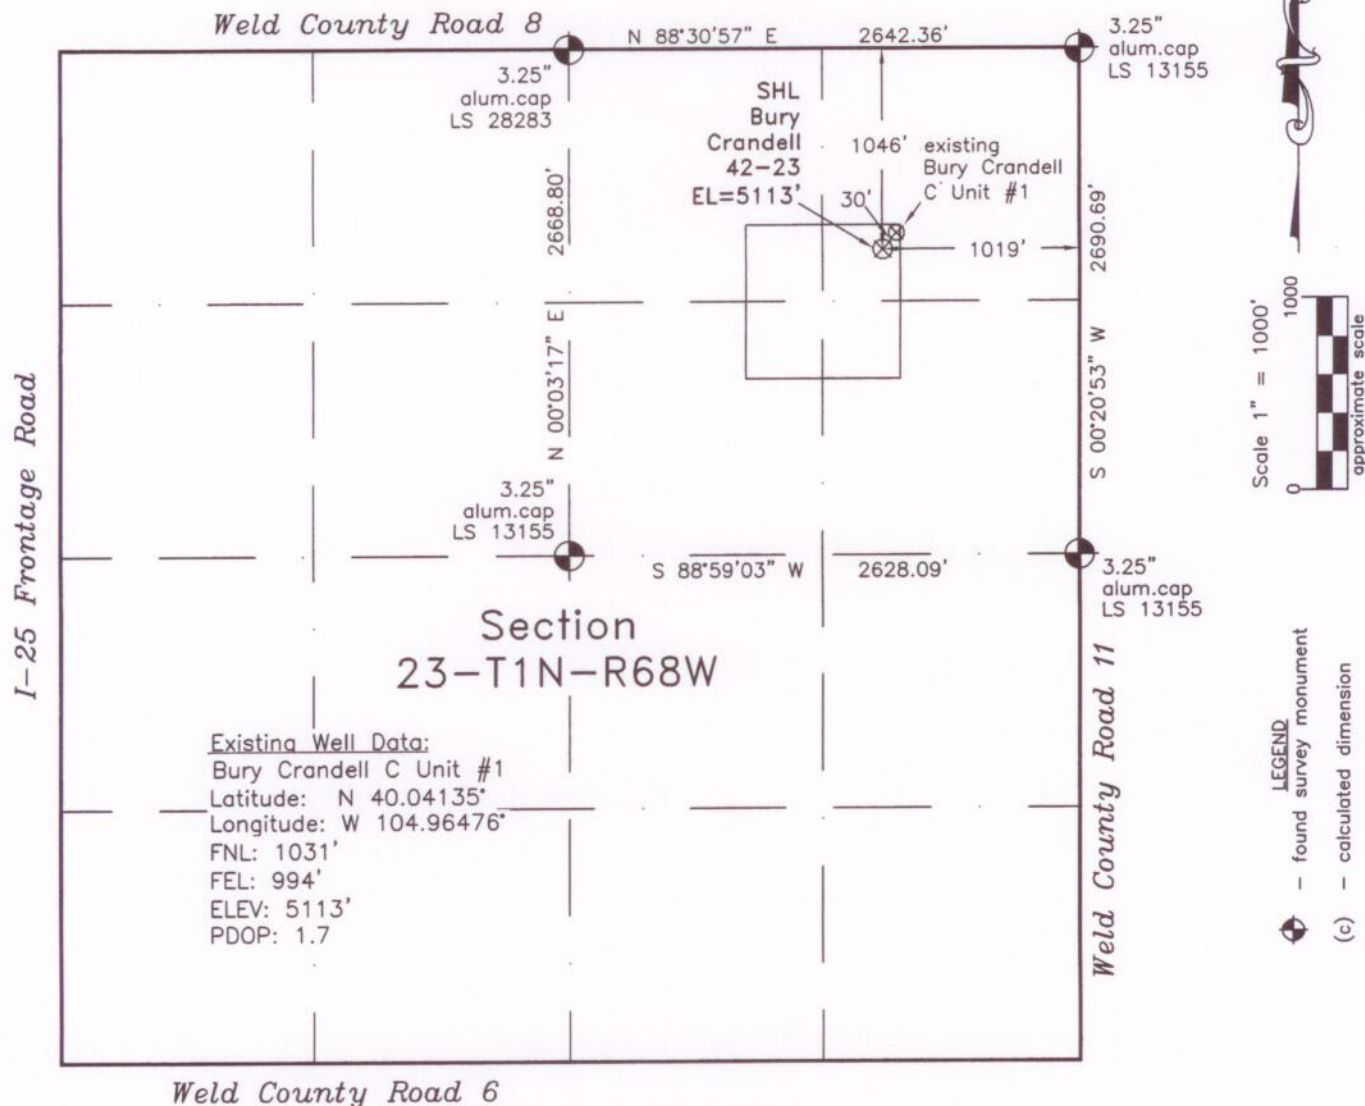 Weld County Road 8
N 88°30'57" E
2642.36'
3.25"
alum.cap
LS 13155
3.25"
alum.cap
LS 28283
SHL
Bury
Crandell
42-23
EL=5113'
1046'
existing
Bury Crandell
C Unit #1
30'
1019'
2668.80'
N 00°03'17" E
2690.69'
S 00°20'53" W
I-25 Frontage Road
3.25"
alum.cap
LS 13155
S 88°59'03" W
2628.09'
3.25"
alum.cap
LS 13155
Section
23-T1N-R68W
Existing Well Data:
Bury Crandell C Unit #1
Latitude: N 40.04135°
Longitude: W 104.96476°
FNL: 1031'
FEL: 994'
ELEV: 5113'
PDOP: 1.7
Weld County Road 11
Weld County Road 6
Scale 1" = 1000'
0
1000
approximate scale
LEGEND
- found survey monument
(c) - calculated dimension